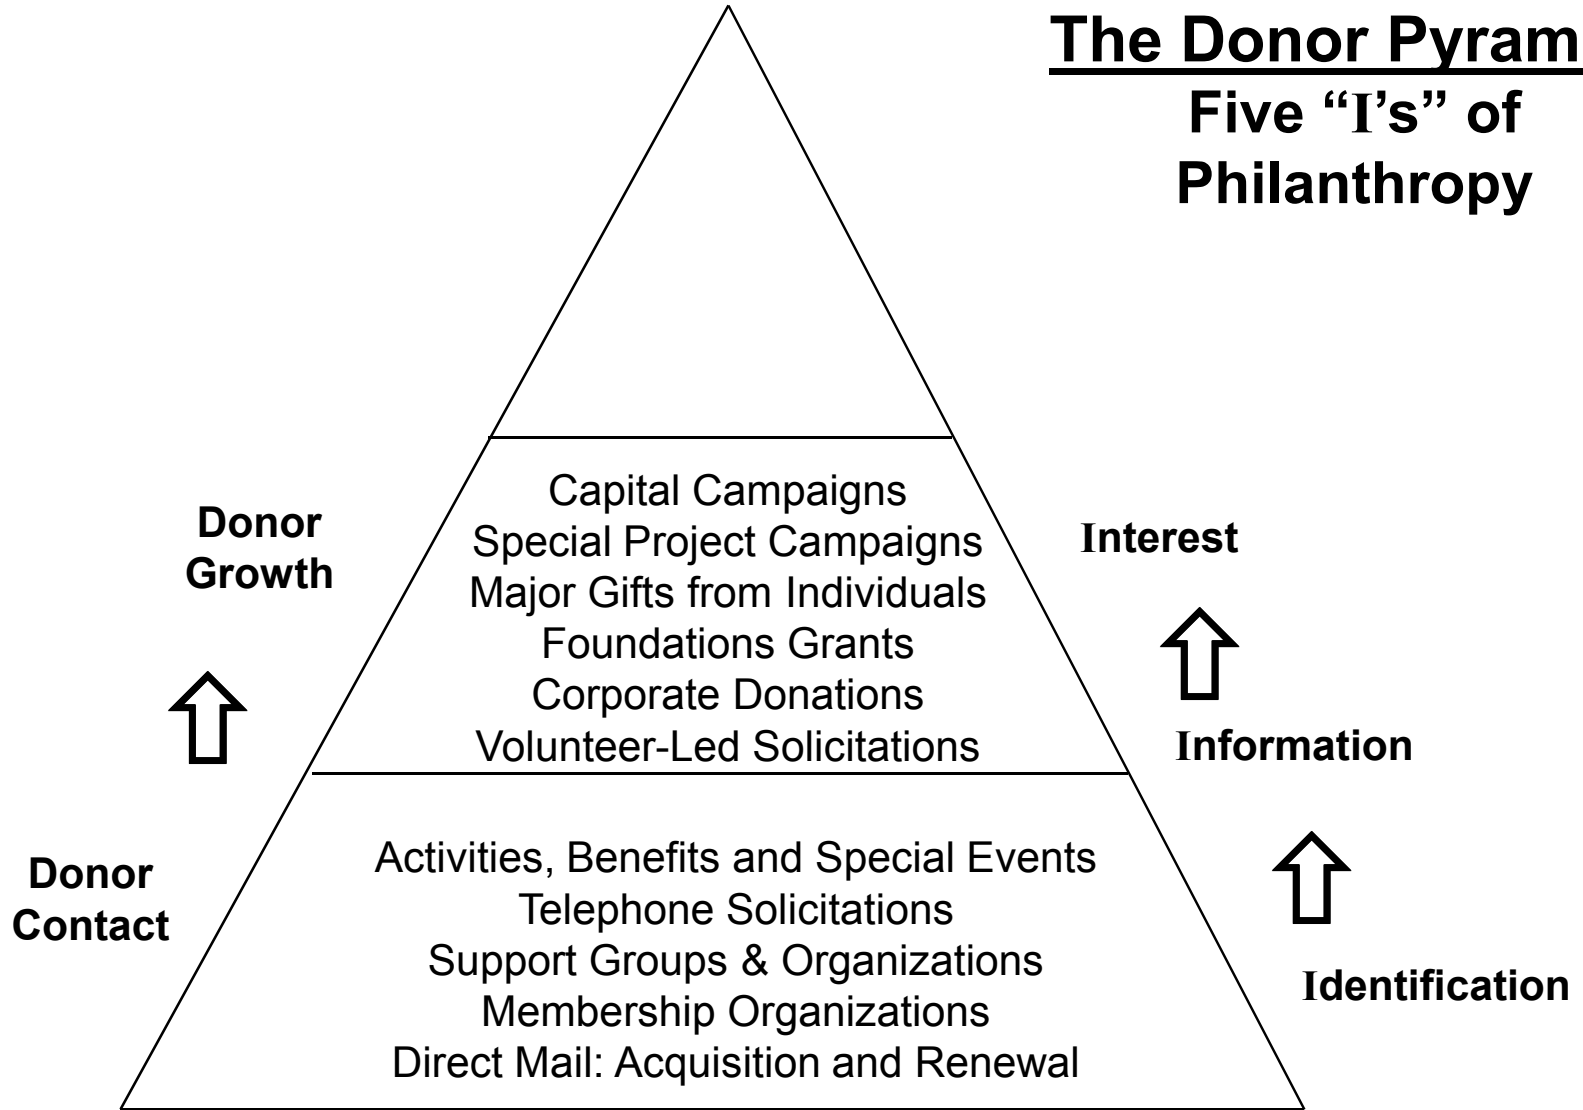 The Donor Pyram
Five “I’s” of
Philanthropy
Capital Campaigns
Special Project Campaigns
Major Gifts from Individuals
Foundations Grants
Corporate Donations
Volunteer-Led Solicitations
Donor
Growth
Interest
Information
Activities, Benefits and Special Events
Telephone Solicitations
Support Groups & Organizations
Membership Organizations
Direct Mail: Acquisition and Renewal
Donor
Contact
Identification